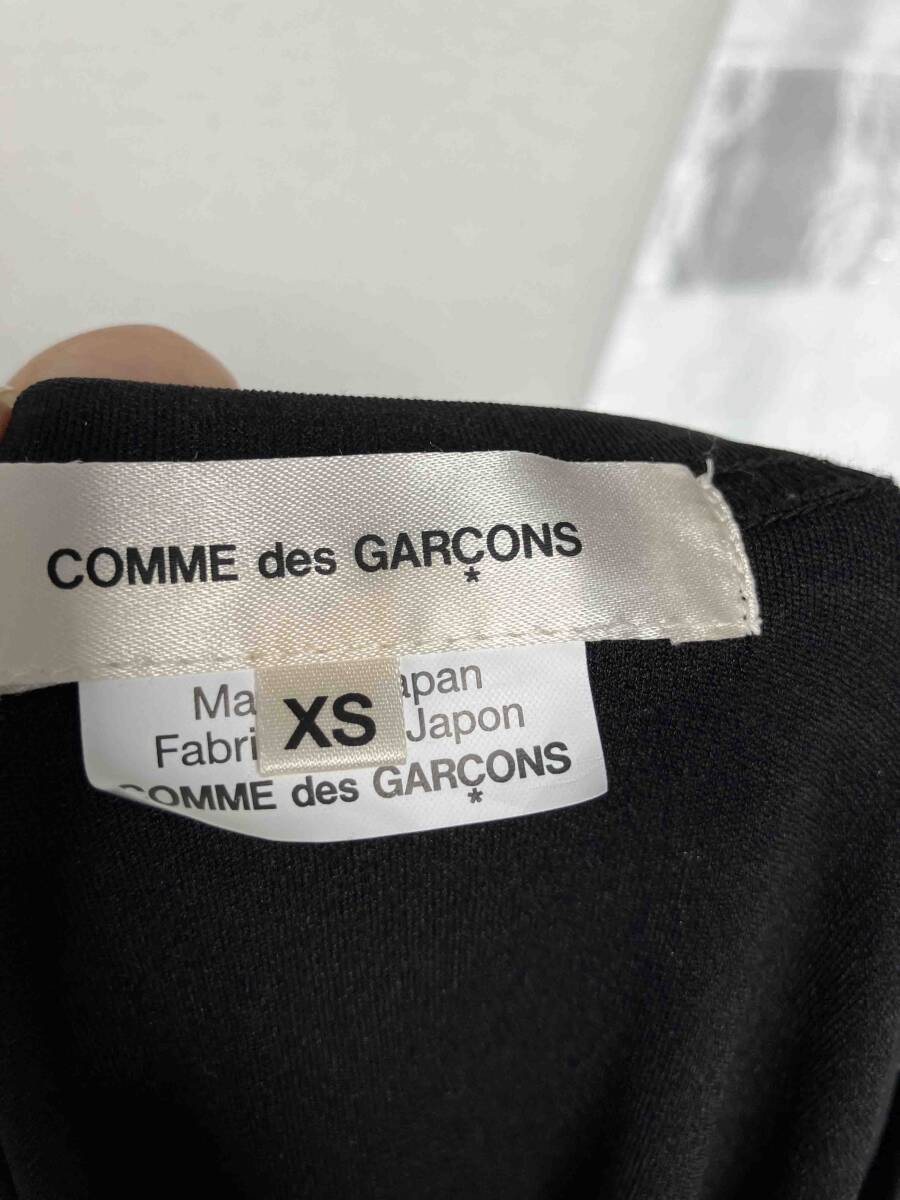 COMME des GARÇONS
*
Ma XS apan
Fabri Japon
COMME des GARÇONS
*